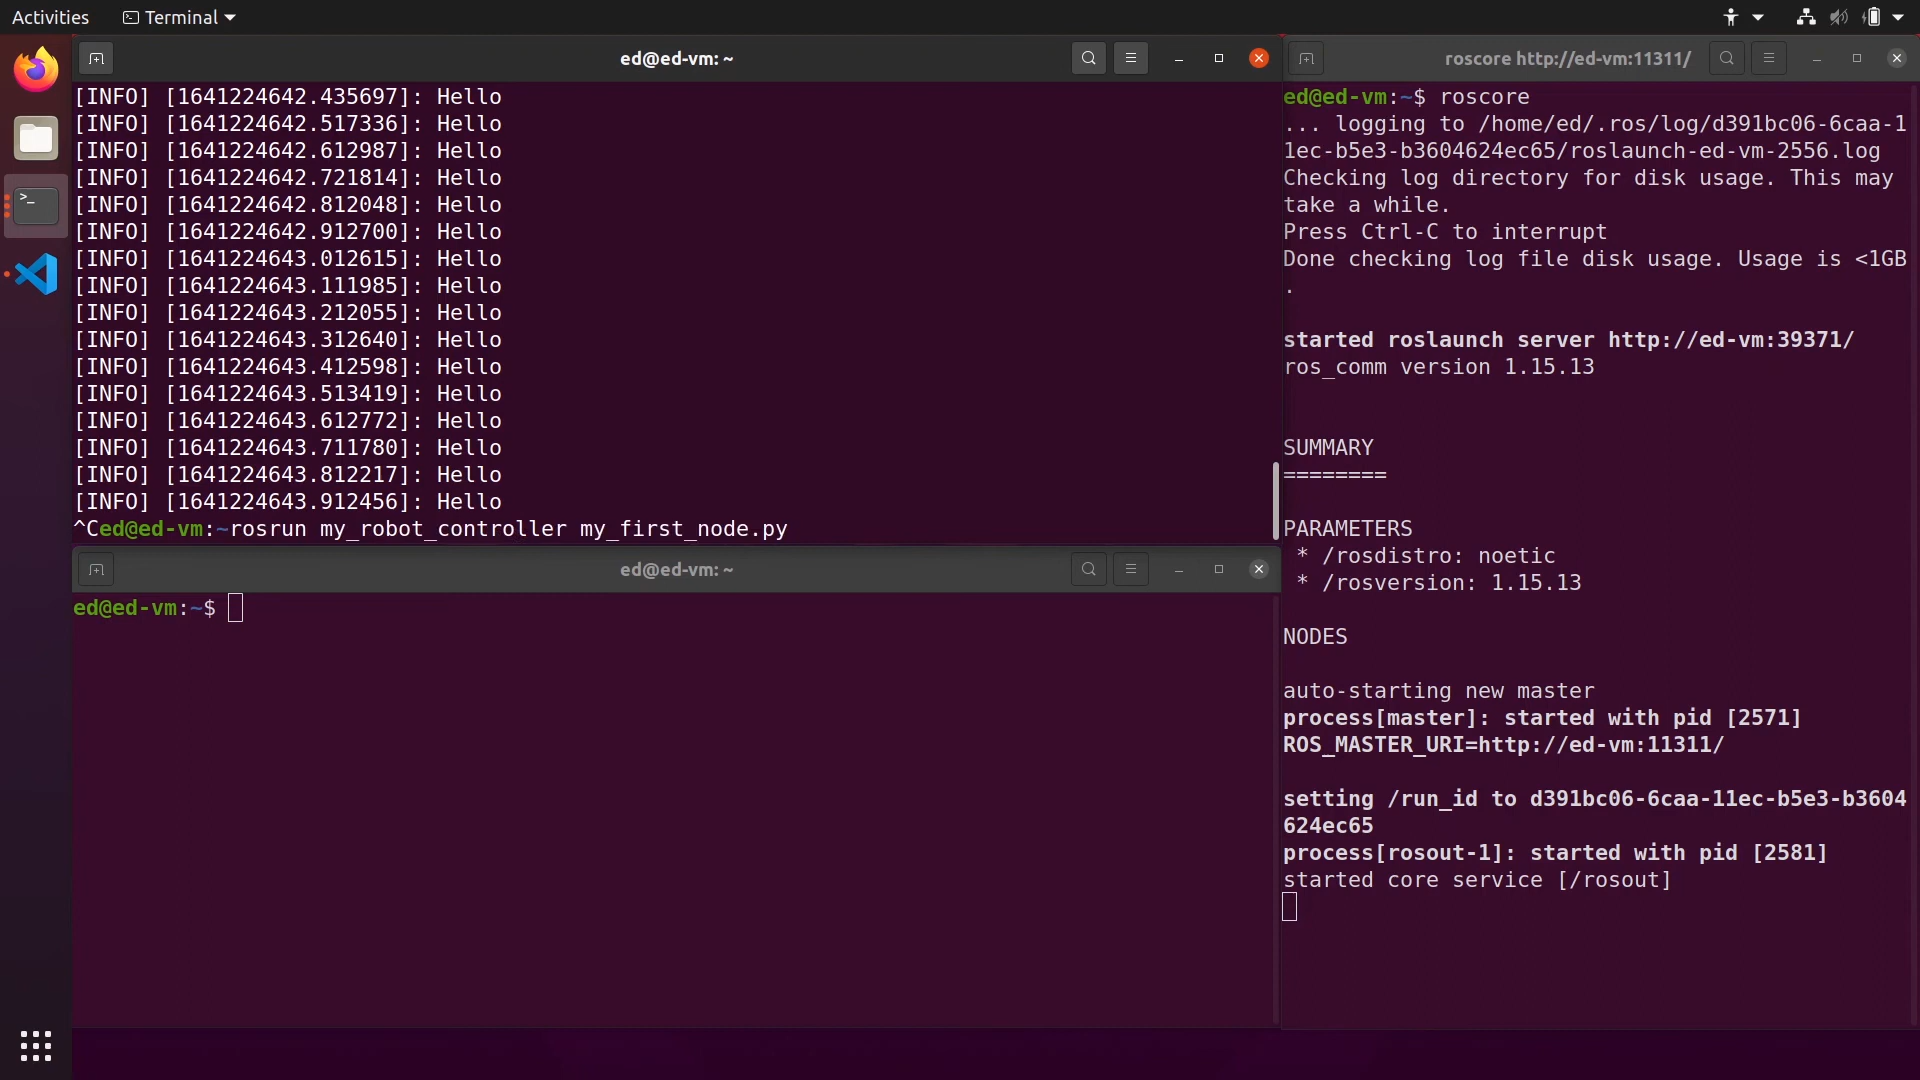 Activities
Terminal
ed@ed-vm: ~
[INFO] [1641224642.435697]: Hello
[INFO] [1641224642.517336]: Hello
[INFO] [1641224642.612987]: Hello
[INFO] [1641224642.721814]: Hello
[INFO] [1641224642.812048]: Hello
[INFO] [1641224642.912700]: Hello
[INFO] [1641224643.012615]: Hello
[INFO] [1641224643.111985]: Hello
[INFO] [1641224643.212055]: Hello
[INFO] [1641224643.312640]: Hello
[INFO] [1641224643.412598]: Hello
[INFO] [1641224643.513419]: Hello
[INFO] [1641224643.612772]: Hello
[INFO] [1641224643.711780]: Hello
[INFO] [1641224643.812217]: Hello
[INFO] [1641224643.912456]: Hello
^Ced@ed-vm:~rosrun my_robot_controller my_first_node.py
ed@ed-vm: ~
ed@ed-vm:~$
roscore http://ed-vm:11311/
ed@ed-vm:~$ roscore
... logging to /home/ed/.ros/log/d391bc06-6caa-1
1ec-b5e3-b3604624ec65/roslaunch-ed-vm-2556.log
Checking log directory for disk usage. This may
take a while.
Press Ctrl-C to interrupt
Done checking log file disk usage. Usage is <1GB
.
started roslaunch server http://ed-vm:39371/
ros_comm version 1.15.13
SUMMARY
========
PARAMETERS
* /rosdistro: noetic
* /rosversion: 1.15.13
NODES
auto-starting new master
process[master]: started with pid [2571]
ROS_MASTER_URI=http://ed-vm:11311/
setting /run_id to d391bc06-6caa-11ec-b5e3-b3604
624ec65
process[rosout-1]: started with pid [2581]
started core service [/rosout]